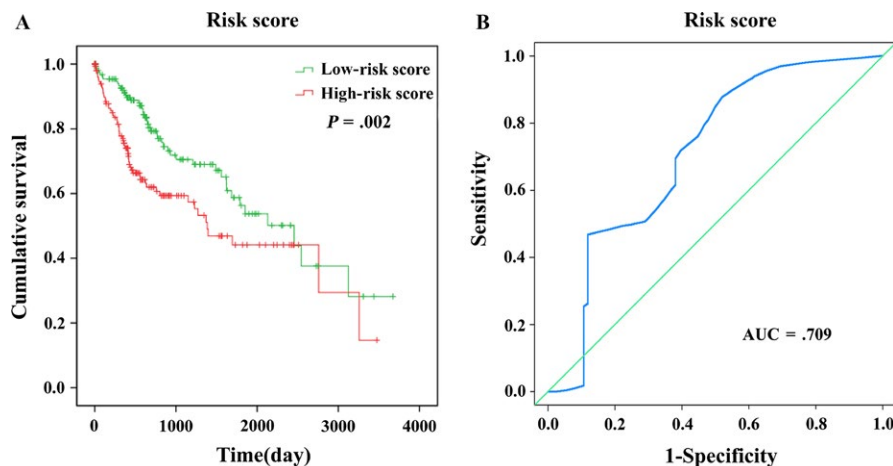 A
Risk score
Low-risk score
High-risk score
P = .002
Cumulative survival
1.0
0.8
0.6
0.4
0.2
0.0
0
1000
2000
3000
4000
Time(day)
B
Risk score
Sensitivity
1.0
0.8
0.6
0.4
0.2
0.0
AUC = .709
0.0
0.2
0.4
0.6
0.8
1.0
1-Specificity